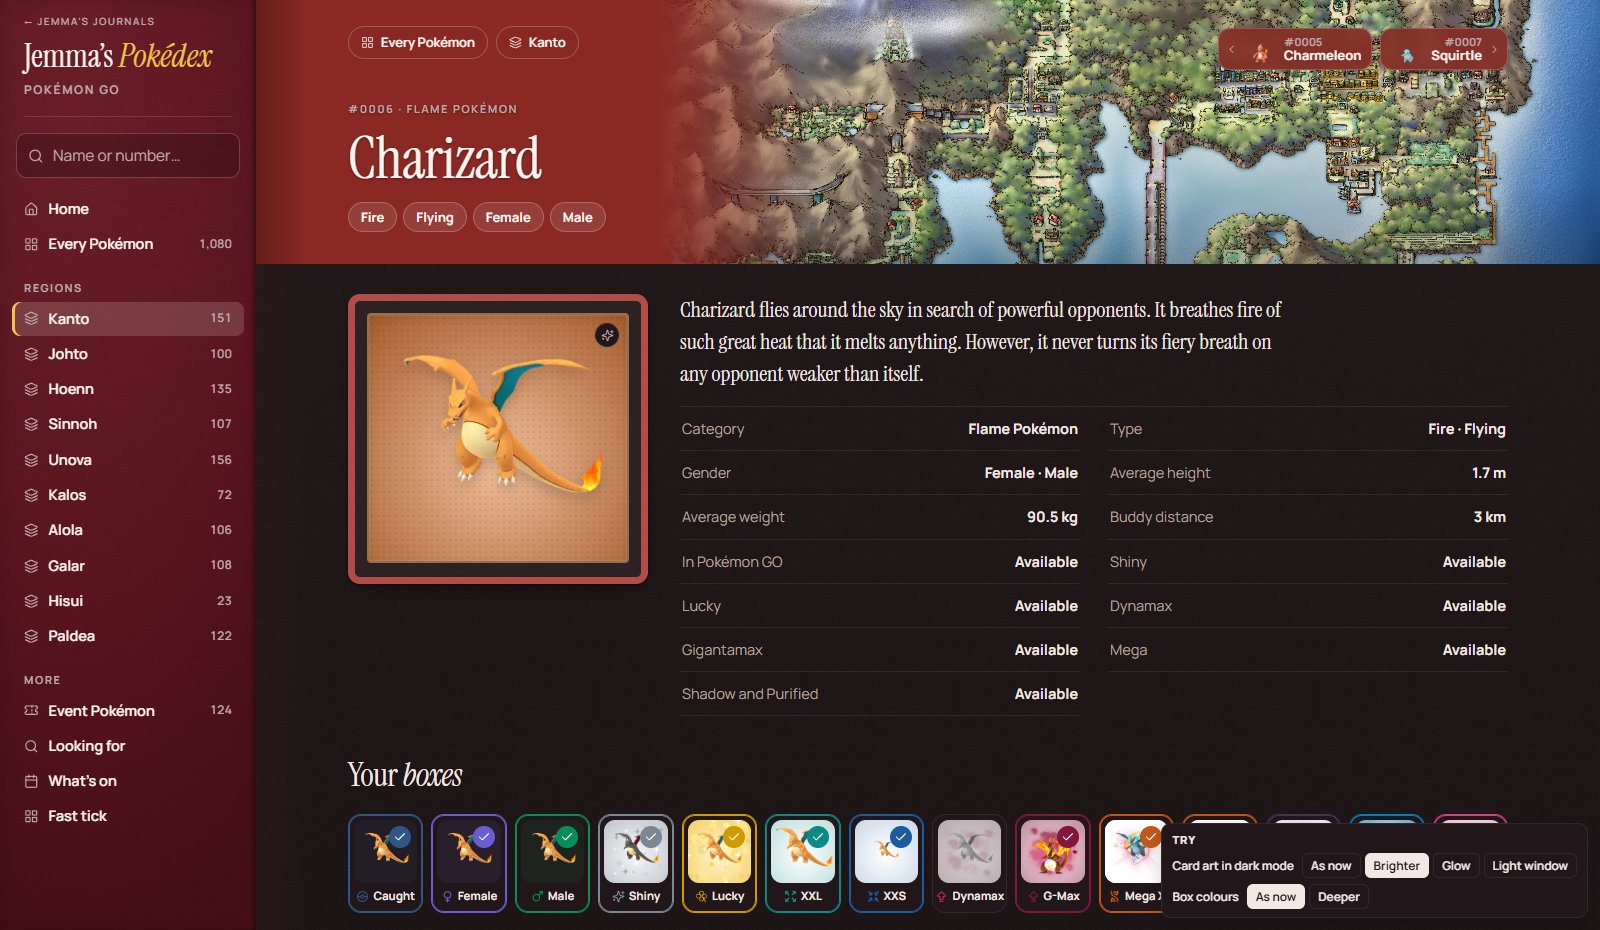 ← JEMMA'S JOURNALS
Jemma's Pokédex
POKÉMON GO
Name or number...
Home
Every Pokémon 1,080
REGIONS
Kanto 151
Johto 100
Hoenn 135
Sinnoh 107
Unova 156
Kalos 72
Alola 106
Galar 108
Hisui 23
Paldea 122
MORE
Event Pokémon 124
Looking for
What's on
Fast tick
Every Pokémon Kanto
#0005
Charmeleon
#0007
Squirtle
#0006 · FLAME POKÉMON
Charizard
Fire Flying Female Male
Charizard flies around the sky in search of powerful opponents. It breathes fire of
such great heat that it melts anything. However, it never turns its fiery breath on
any opponent weaker than itself.
Category Flame Pokémon Type Fire · Flying
Gender Female · Male Average height 1.7 m
Average weight 90.5 kg Buddy distance 3 km
In Pokémon GO Available Shiny Available
Lucky Available Dynamax Available
Gigantamax Available Mega Available
Shadow and Purified Available
Your boxes
Caught Female Male Shiny Lucky XXL XXS Dynamax G-Max Mega
TRY
Card art in dark mode As now Brighter Glow Light window
Box colours As now Deeper